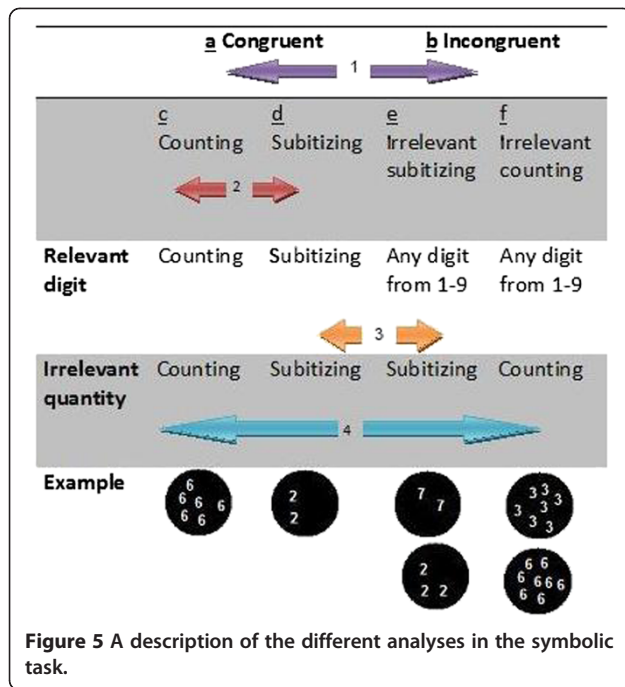 a Congruent b Incongruent
1
c d e f
Counting Subitizing Irrelevant Irrelevant
subitizing counting
2
Relevant Counting Subitizing Any digit Any digit
digit from 1-9 from 1-9
3
Irrelevant Counting Subitizing Subitizing Counting
quantity
4
Example
6 6 6 6 6 6
2 2
7 7
3 3 3 3 3 3 3
2 2 2
6 6 6 6 6 6 6 6
Figure 5 A description of the different analyses in the symbolic
task.